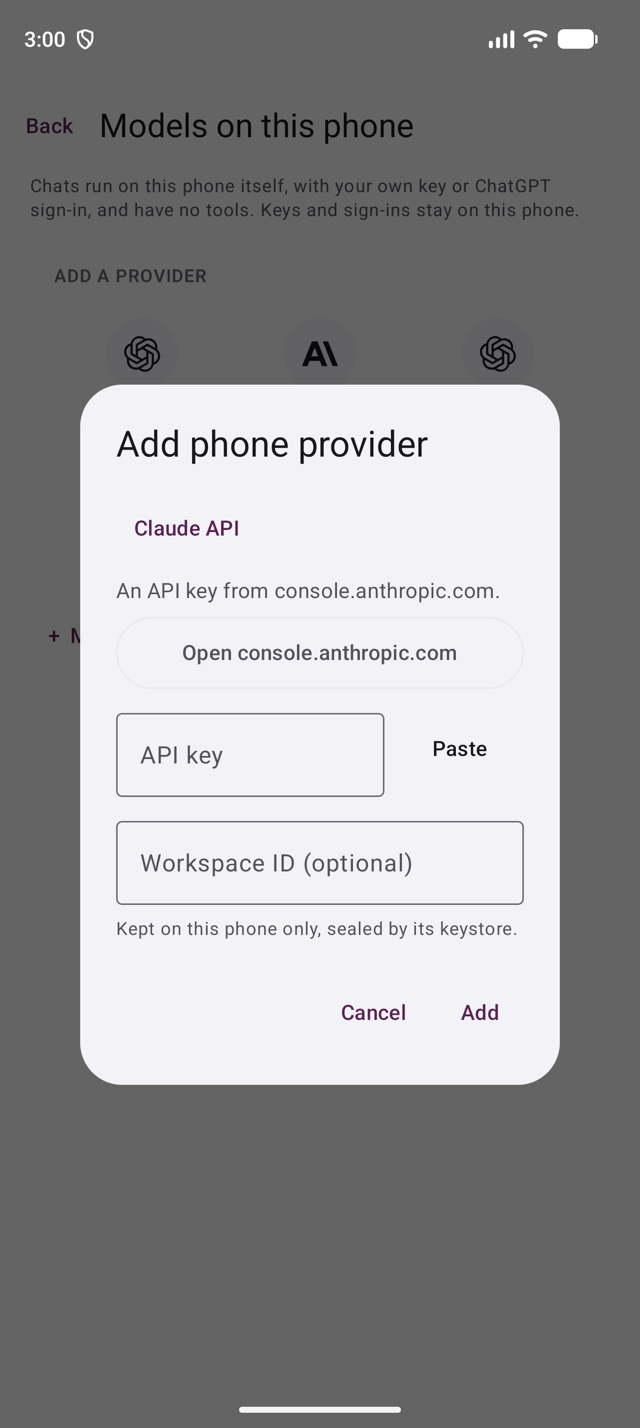 3:00
Back Models on this phone
Chats run on this phone itself, with your own key or ChatGPT
sign-in, and have no tools. Keys and sign-ins stay on this phone.
ADD A PROVIDER
Add phone provider
Claude API
An API key from console.anthropic.com.
+ M
Open console.anthropic.com
API key
Paste
Workspace ID (optional)
Kept on this phone only, sealed by its keystore.
Cancel Add